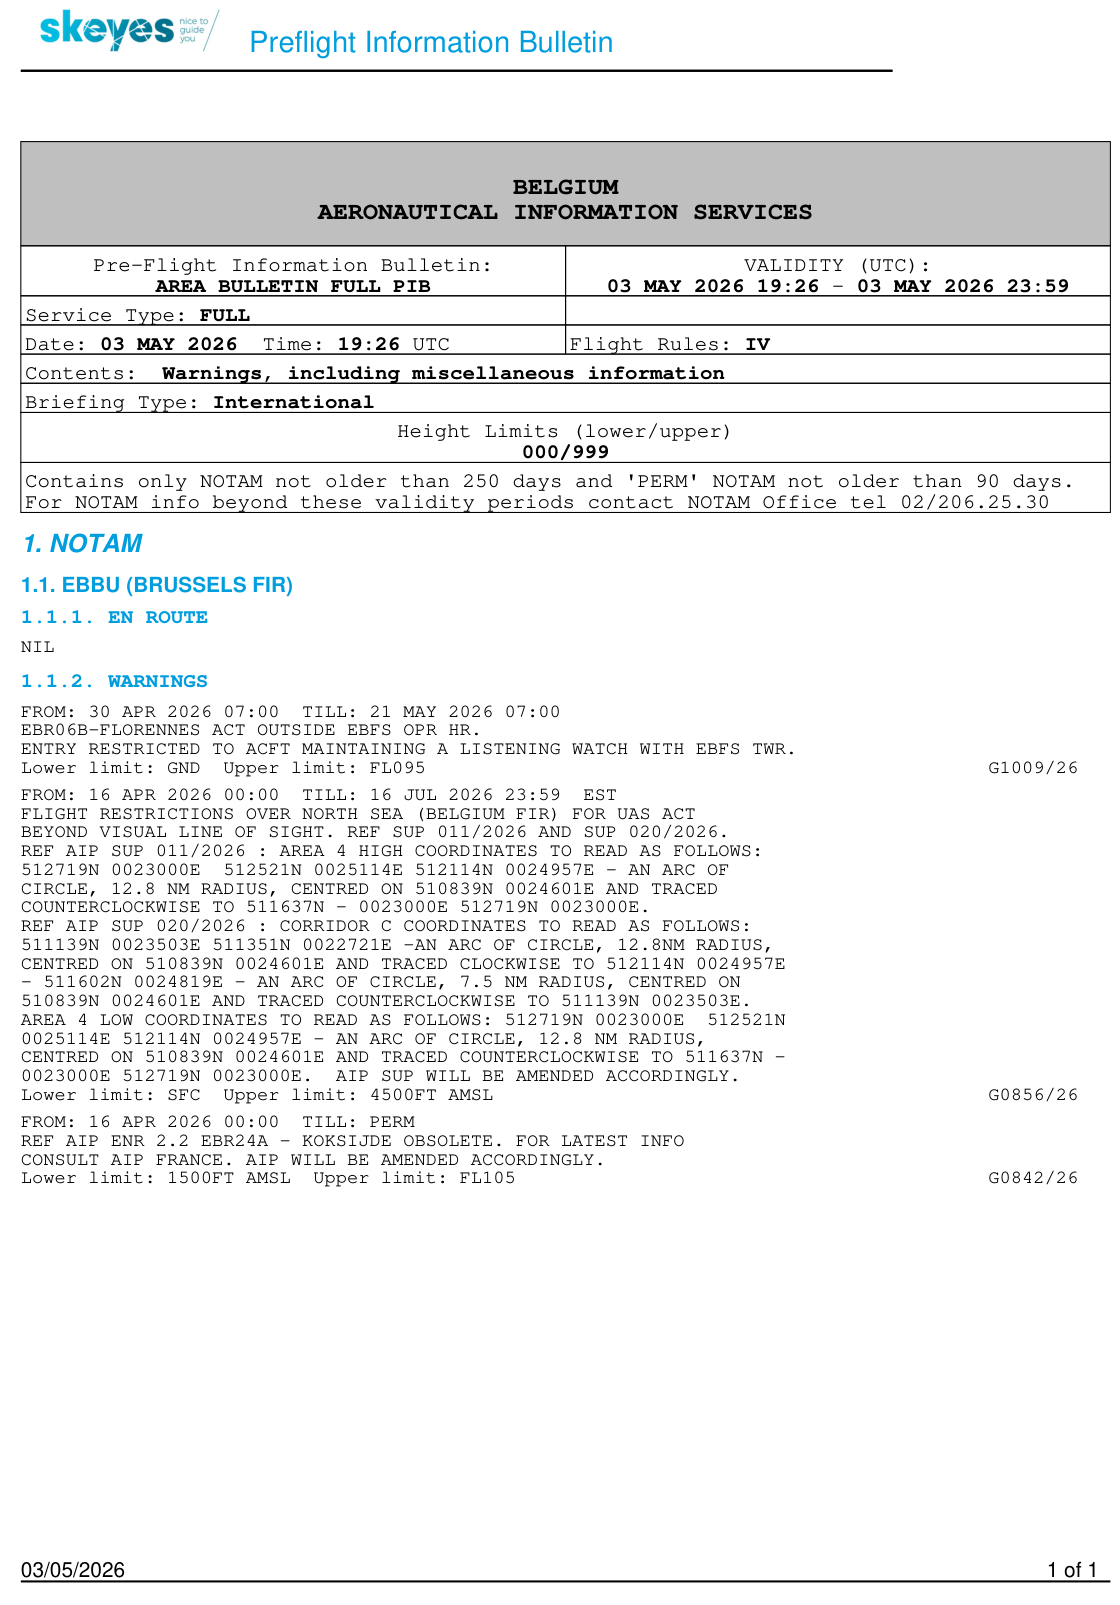 skeyes nice to guide you
Preflight Information Bulletin
BELGIUM
AERONAUTICAL INFORMATION SERVICES
Pre-Flight Information Bulletin:
AREA BULLETIN FULL PIB
VALIDITY (UTC):
03 MAY 2026 19:26 - 03 MAY 2026 23:59
Service Type: FULL
Date: 03 MAY 2026  Time: 19:26 UTC
Flight Rules: IV
Contents:  Warnings, including miscellaneous information
Briefing Type: International
Height Limits (lower/upper)
000/999
Contains only NOTAM not older than 250 days and 'PERM' NOTAM not older than 90 days.
For NOTAM info beyond these validity periods contact NOTAM Office tel 02/206.25.30
1. NOTAM
1.1. EBBU (BRUSSELS FIR)
1.1.1. EN ROUTE
NIL
1.1.2. WARNINGS
FROM: 30 APR 2026 07:00  TILL: 21 MAY 2026 07:00
EBR06B-FLORENNES ACT OUTSIDE EBFS OPR HR.
ENTRY RESTRICTED TO ACFT MAINTAINING A LISTENING WATCH WITH EBFS TWR.
Lower limit: GND  Upper limit: FL095 G1009/26
FROM: 16 APR 2026 00:00  TILL: 16 JUL 2026 23:59  EST
FLIGHT RESTRICTIONS OVER NORTH SEA (BELGIUM FIR) FOR UAS ACT
BEYOND VISUAL LINE OF SIGHT. REF SUP 011/2026 AND SUP 020/2026.
REF AIP SUP 011/2026 : AREA 4 HIGH COORDINATES TO READ AS FOLLOWS:
512719N 0023000E  512521N 0025114E 512114N 0024957E - AN ARC OF
CIRCLE, 12.8 NM RADIUS, CENTRED ON 510839N 0024601E AND TRACED
COUNTERCLOCKWISE TO 511637N - 0023000E 512719N 0023000E.
REF AIP SUP 020/2026 : CORRIDOR C COORDINATES TO READ AS FOLLOWS:
511139N 0023503E 511351N 0022721E -AN ARC OF CIRCLE, 12.8NM RADIUS,
CENTRED ON 510839N 0024601E AND TRACED CLOCKWISE TO 512114N 0024957E
- 511602N 0024819E - AN ARC OF CIRCLE, 7.5 NM RADIUS, CENTRED ON
510839N 0024601E AND TRACED COUNTERCLOCKWISE TO 511139N 0023503E.
AREA 4 LOW COORDINATES TO READ AS FOLLOWS: 512719N 0023000E  512521N
0025114E 512114N 0024957E - AN ARC OF CIRCLE, 12.8 NM RADIUS,
CENTRED ON 510839N 0024601E AND TRACED COUNTERCLOCKWISE TO 511637N -
0023000E 512719N 0023000E.  AIP SUP WILL BE AMENDED ACCORDINGLY.
Lower limit: SFC  Upper limit: 4500FT AMSL G0856/26
FROM: 16 APR 2026 00:00  TILL: PERM
REF AIP ENR 2.2 EBR24A - KOKSIJDE OBSOLETE. FOR LATEST INFO
CONSULT AIP FRANCE. AIP WILL BE AMENDED ACCORDINGLY.
Lower limit: 1500FT AMSL  Upper limit: FL105 G0842/26
03/05/2026
1 of 1